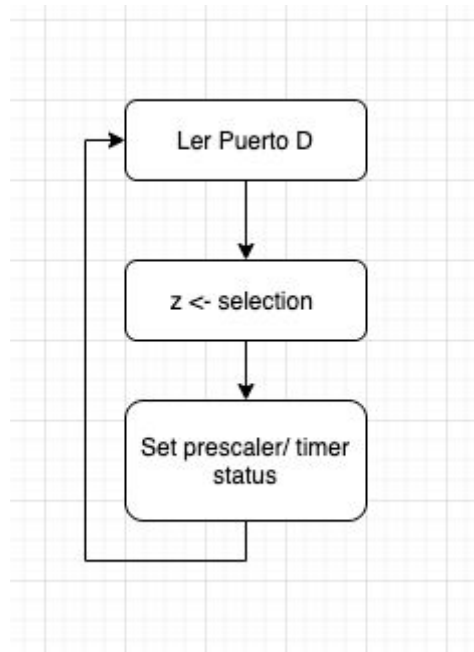 Ler Puerto D
z <- selection
Set prescaler/ timer
status